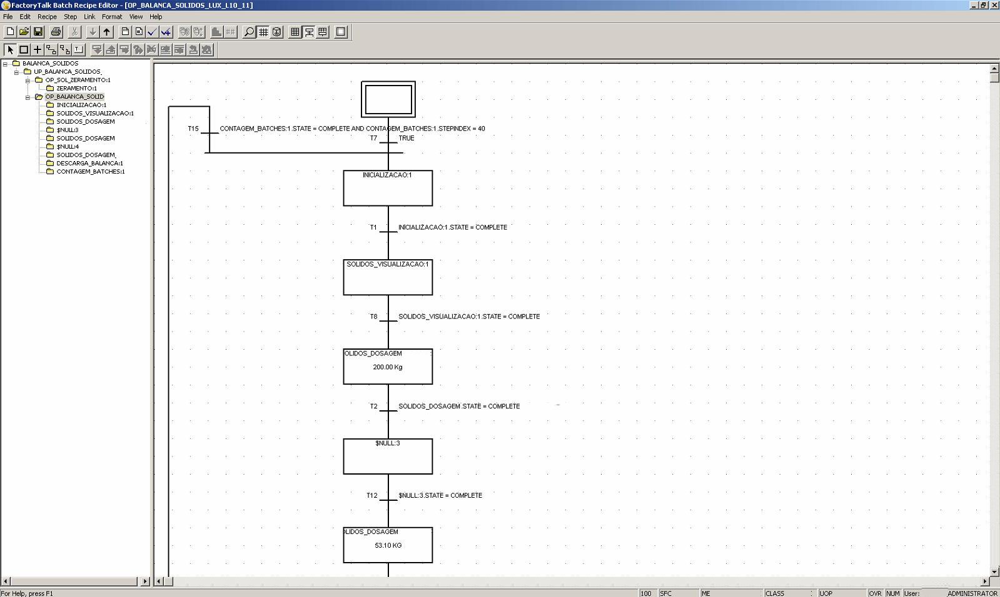 FactoryTalk Batch Recipe Editor - [OP_BALANCA_SOLIDOS_LUX_L10_11]
File Edit Recipe Step Link Format View Help
BALANCA_SOLIDOS
UP_BALANCA_SOLIDOS_
OP_SOL_ZERAMENTO:1
ZERAMENTO:1
OP_BALANCA_SOLID
INICIALIZACAO:1
SOLIDOS_VISUALIZACAO:1
SOLIDOS_DOSAGEM
$NULL:3
SOLIDOS_DOSAGEM
$NULL:4
SOLIDOS_DOSAGEM_
DESCARGA_BALANCA:1
CONTAGEM_BATCHES:1
T15 CONTAGEM_BATCHES:1.STATE = COMPLETE AND CONTAGEM_BATCHES:1.STEPINDEX = 40
T7 TRUE
INICIALIZACAO:1
T1 INICIALIZACAO:1.STATE = COMPLETE
SOLIDOS_VISUALIZACAO:1
T8 SOLIDOS_VISUALIZACAO:1.STATE = COMPLETE
OLIDOS_DOSAGEM :
200.00 Kg
T2 SOLIDOS_DOSAGEM.STATE = COMPLETE
$NULL:3
T12 $NULL:3.STATE = COMPLETE
LIDOS_DOSAGEM
53.10 KG
For Help, press F1 100 SFC ME CLASS : UOP OVR NUM User: ADMINISTRATOR